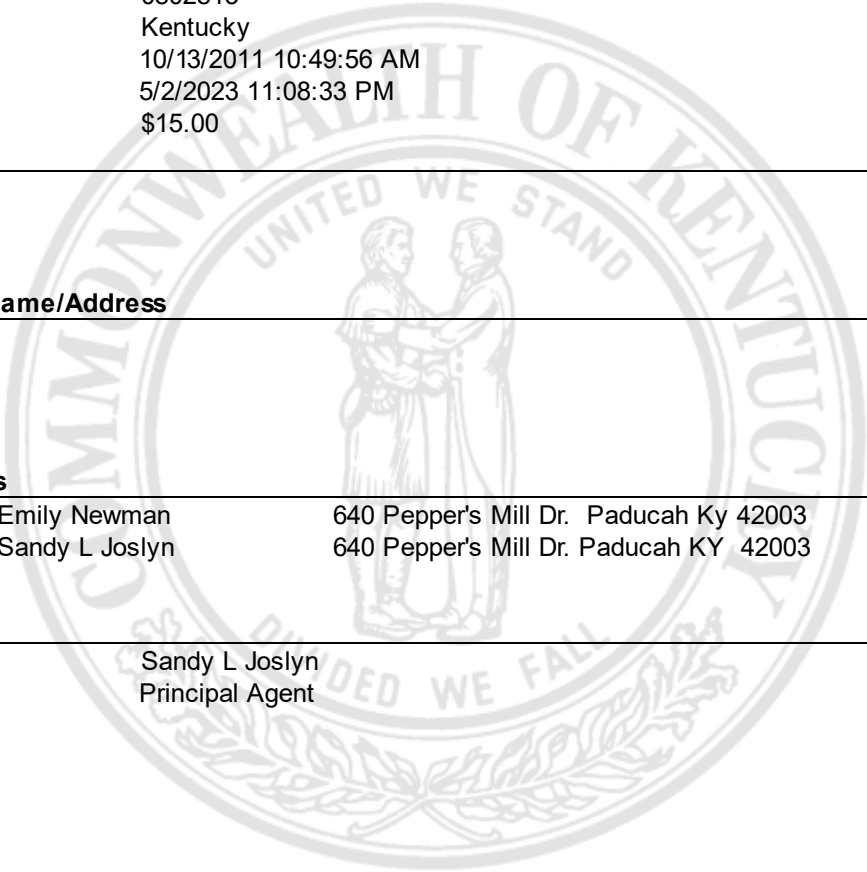 Kentucky
10/13/2011 10:49:56 AM
5/2/2023 11:08:33 PM
$15.00
COMMONWEALTH OF KENTUCKY
UNITED WE STAND
ame/Address
s
Emily Newman 640 Pepper's Mill Dr. Paducah Ky 42003
Sandy L Joslyn 640 Pepper's Mill Dr. Paducah KY 42003
Sandy L Joslyn
Principal Agent
DIVIDED WE FALL